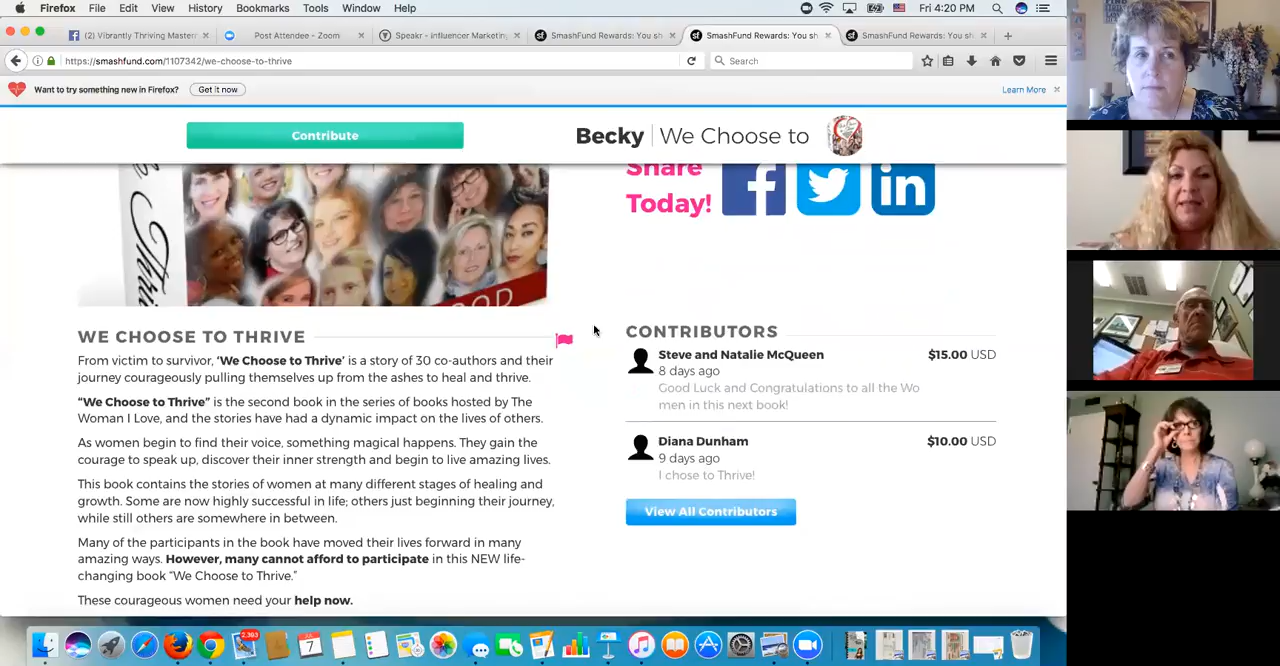 Firefox File Edit View History Bookmarks Tools Window Help
Fri 4:20 PM
(2) Vibrantly Thriving Master
Post Attendee - Zoom
Speakr - Influencer Marketing
SmashFund Rewards: You sh
SmashFund Rewards: You sh
SmashFund Rewards: You sh
https://smashfund.com/1107342/we-choose-to-thrive
Search
Want to try something new in Firefox?
Get it now
Learn More
Contribute
Becky | We Choose to
Share
Today!
Thri
OOD
WE CHOOSE TO THRIVE
From victim to survivor, ‘We Choose to Thrive’ is a story of 30 co-authors and their
journey courageously pulling themselves up from the ashes to heal and thrive.
“We Choose to Thrive” is the second book in the series of books hosted by The
Woman I Love, and the stories have had a dynamic impact on the lives of others.
As women begin to find their voice, something magical happens. They gain the
courage to speak up, discover their inner strength and begin to live amazing lives.
This book contains the stories of women at many different stages of healing and
growth. Some are now highly successful in life; others just beginning their journey,
while still others are somewhere in between.
Many of the participants in the book have moved their lives forward in many
amazing ways. However, many cannot afford to participate in this NEW life-
changing book “We Choose to Thrive.”
These courageous women need your help now.
CONTRIBUTORS
Steve and Natalie McQueen
$15.00 USD
8 days ago
Good Luck and Congratulations to all the Wo
men in this next book!
Diana Dunham
$10.00 USD
9 days ago
I chose to Thrive!
View All Contributors